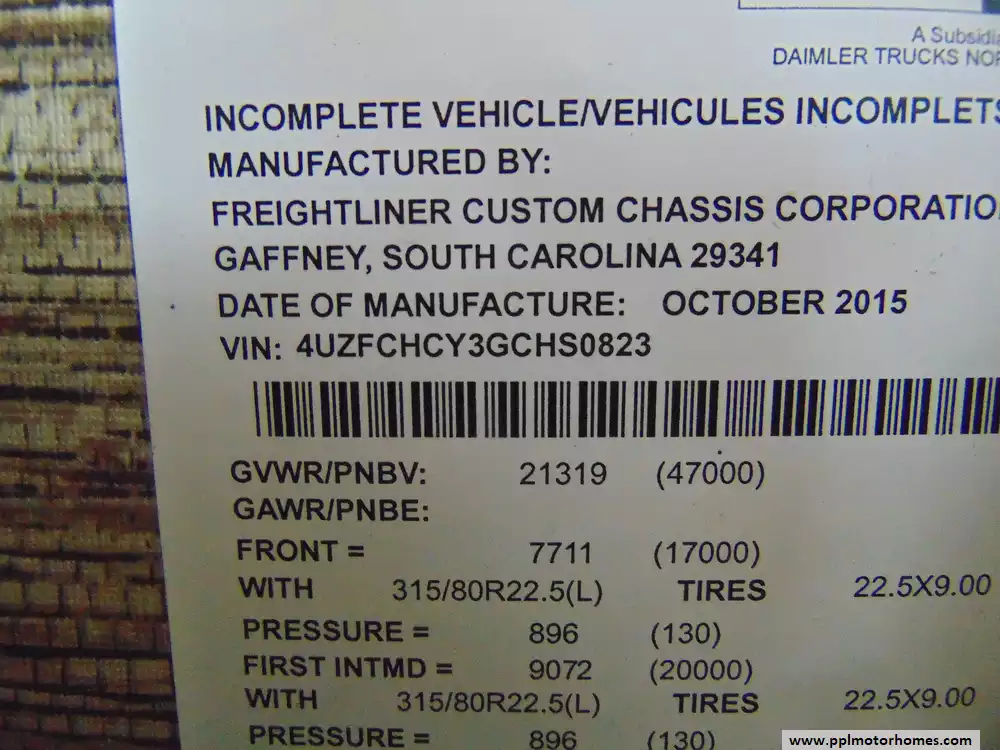 A Subsidia
DAIMLER TRUCKS NOR
INCOMPLETE VEHICLE/VEHICULES INCOMPLETS
MANUFACTURED BY:
FREIGHTLINER CUSTOM CHASSIS CORPORATIO
GAFFNEY, SOUTH CAROLINA 29341
DATE OF MANUFACTURE: OCTOBER 2015
VIN: 4UZFCHCY3GCHS0823
GVWR/PNBV: 21319 (47000)
GAWR/PNBE:
FRONT = 7711 (17000)
WITH 315/80R22.5(L) TIRES 22.5X9.00
PRESSURE = 896 (130)
FIRST INTMD = 9072 (20000)
WITH 315/80R22.5(L) TIRES 22.5X9.00
PRESSURE = 896 (130)
www.pplmotorhomes.com